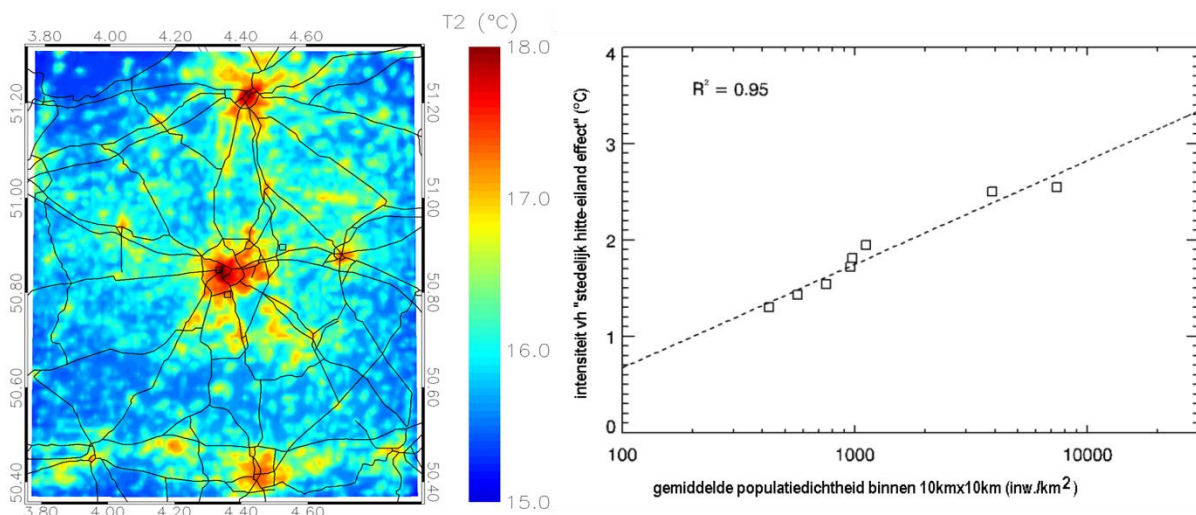 T2 (°C)
3.80 4.00 4.20 4.40 4.60
51.20 51.20
51.00 51.00
50.80 50.80
50.60 50.60
50.40 50.40
3.80 4.00 4.20 4.40 4.60
18.0
17.0
16.0
15.0
intensiteit vh "stedelijk hitte-eiland effect" (°C)
4
3
2
1
0
R² = 0.95
100 1000 10000
gemiddelde populatiedichtheid binnen 10kmx10km (inw./km²)